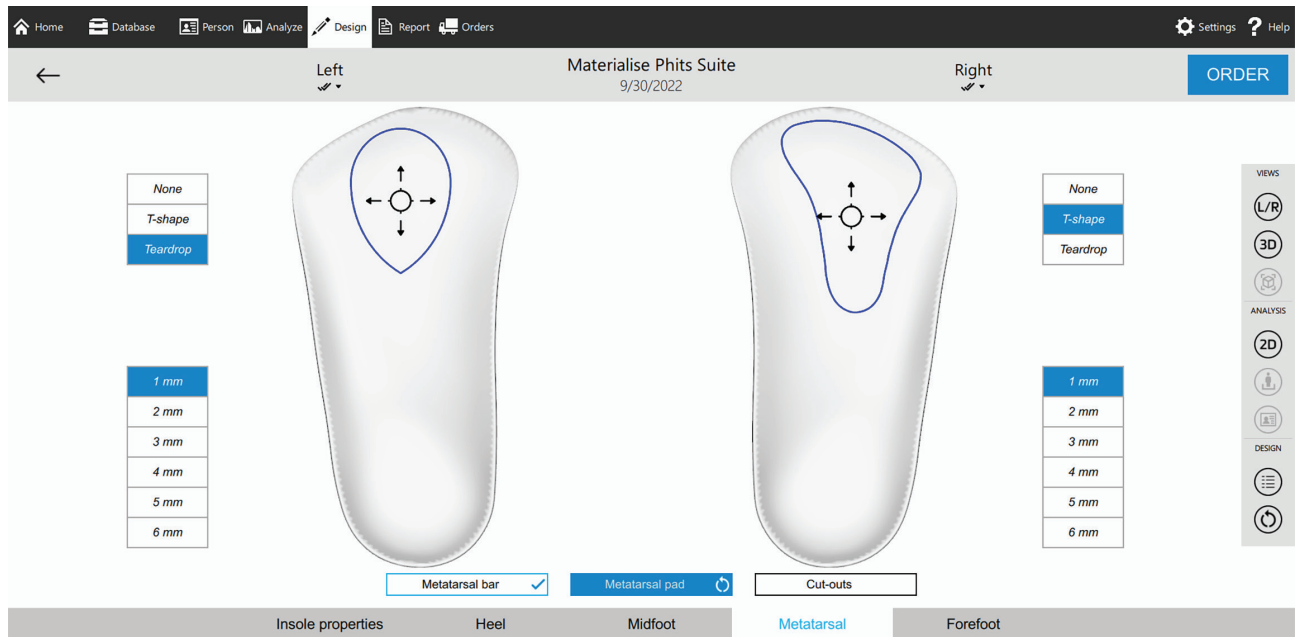 Home Database Person Analyze Design Report Orders Settings ? Help
Left Materialise Phits Suite Right ORDER
9/30/2022
None
T-shape
Teardrop
1 mm
2 mm
3 mm
4 mm
5 mm
6 mm
None
T-shape
Teardrop
1 mm
2 mm
3 mm
4 mm
5 mm
6 mm
VIEWS
L/R
3D
ANALYSIS
2D
DESIGN
Metatarsal bar Metatarsal pad Cut-outs
Insole properties Heel Midfoot Metatarsal Forefoot